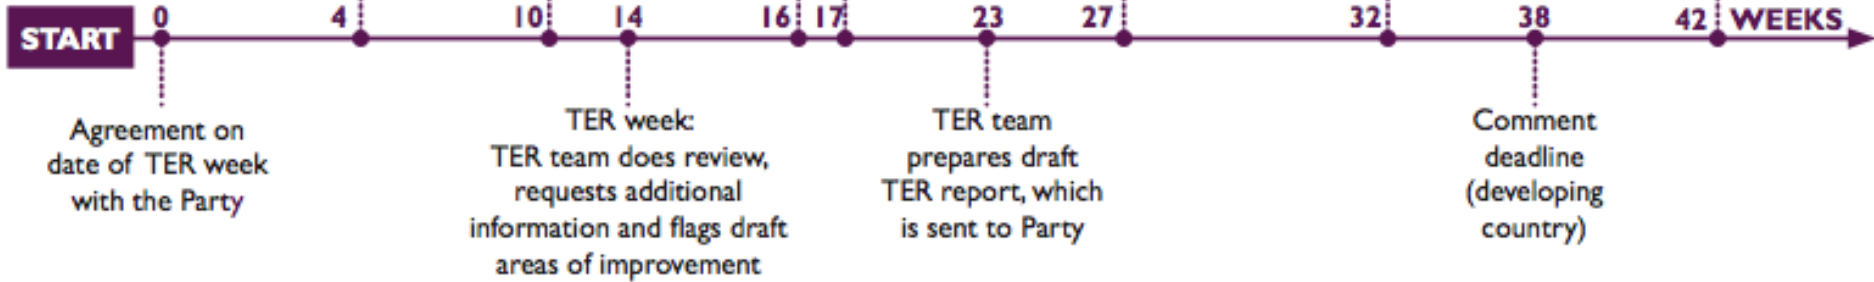 START 0 4 10 14 16 17 23 27 32 38 42 WEEKS
Agreement on
date of TER week
with the Party
TER week:
TER team does review,
requests additional
information and flags draft
areas of improvement
TER team
prepares draft
TER report, which
is sent to Party
Comment
deadline
(developing
country)